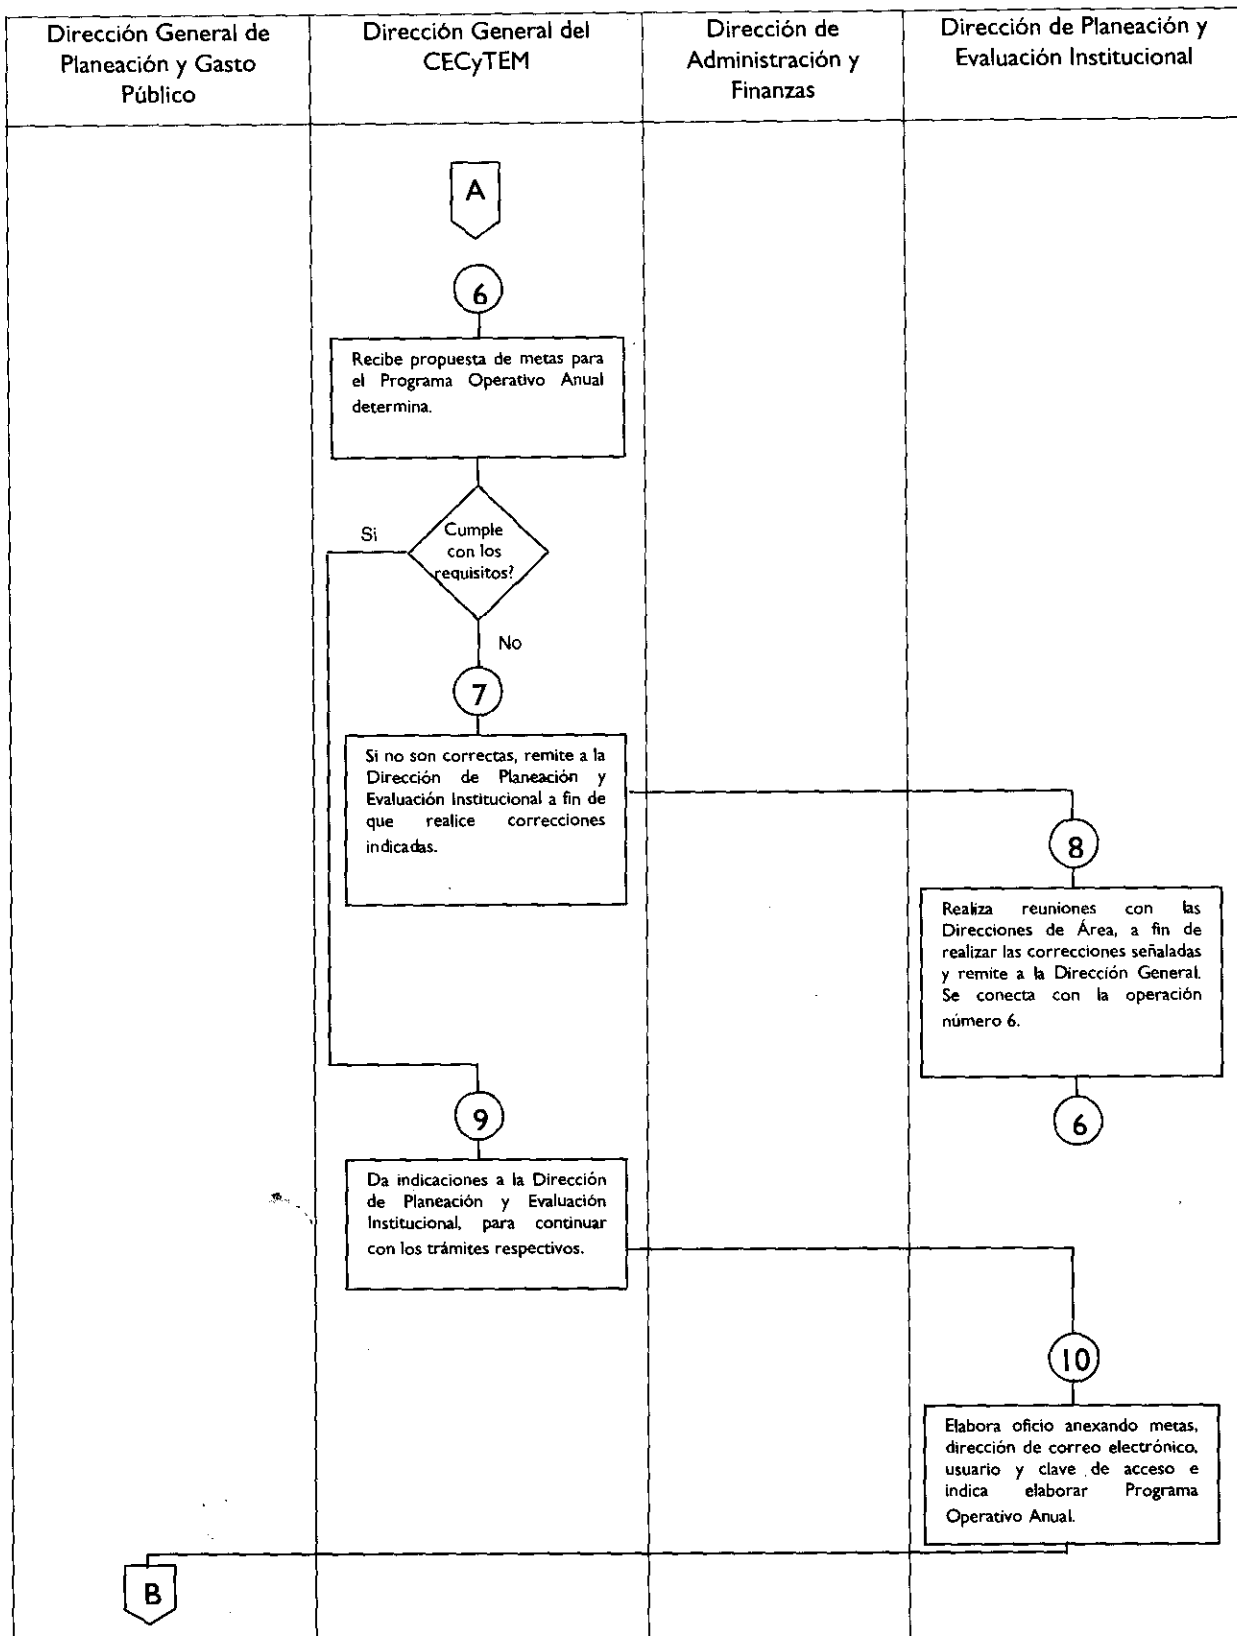 Dirección General de
Planeación y Gasto
Público
Dirección General del
CECyTEM
Dirección de
Administración y
Finanzas
Dirección de Planeación y
Evaluación Institucional
A
6
Recibe propuesta de metas para
el Programa Operativo Anual
determina.
Cumple
con los
requisitos?
Si
No
7
Si no son correctas, remite a la
Dirección de Planeación y
Evaluación Institucional a fin de
que realice correcciones
indicadas.
8
Realiza reuniones con las
Direcciones de Área, a fin de
realizar las correcciones señaladas
y remite a la Dirección General.
Se conecta con la operación
número 6.
6
9
Da indicaciones a la Dirección
de Planeación y Evaluación
Institucional, para continuar
con los trámites respectivos.
10
Elabora oficio anexando metas,
dirección de correo electrónico,
usuario y clave de acceso e
indica elaborar Programa
Operativo Anual.
B